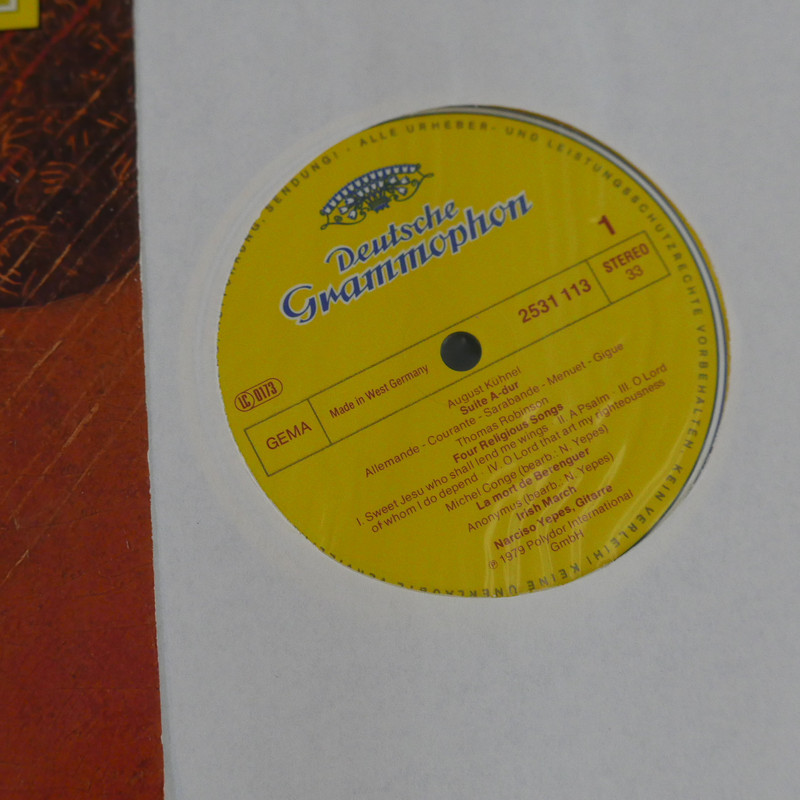 Deutsche
Grammophon
1
STEREO
33
2531 113
Made in West Germany
GEMA
LC 0173
August Kühnel
Suite A-dur
Allemande - Courante - Sarabande - Menuet - Gigue
Thomas Robinson
Four Religious Songs
I. Sweet Jesu who shall lend me wings · II. A Psalm · III. O Lord
of whom I do depend · IV. O Lord that art my righteousness
Michel Conge (bearb.: N. Yepes)
La mort de Berenguer
Anonymus (bearb.: N. Yepes)
Irish March
Narciso Yepes, Gitarre
℗ 1979 Polydor International
GmbH
SENDUNG! · ALLE URHEBER- UND LEISTUNGSSCHUTZRECHTE VORBEHALTEN · KEIN VERLEIH! KEINE UNERLAUBTE